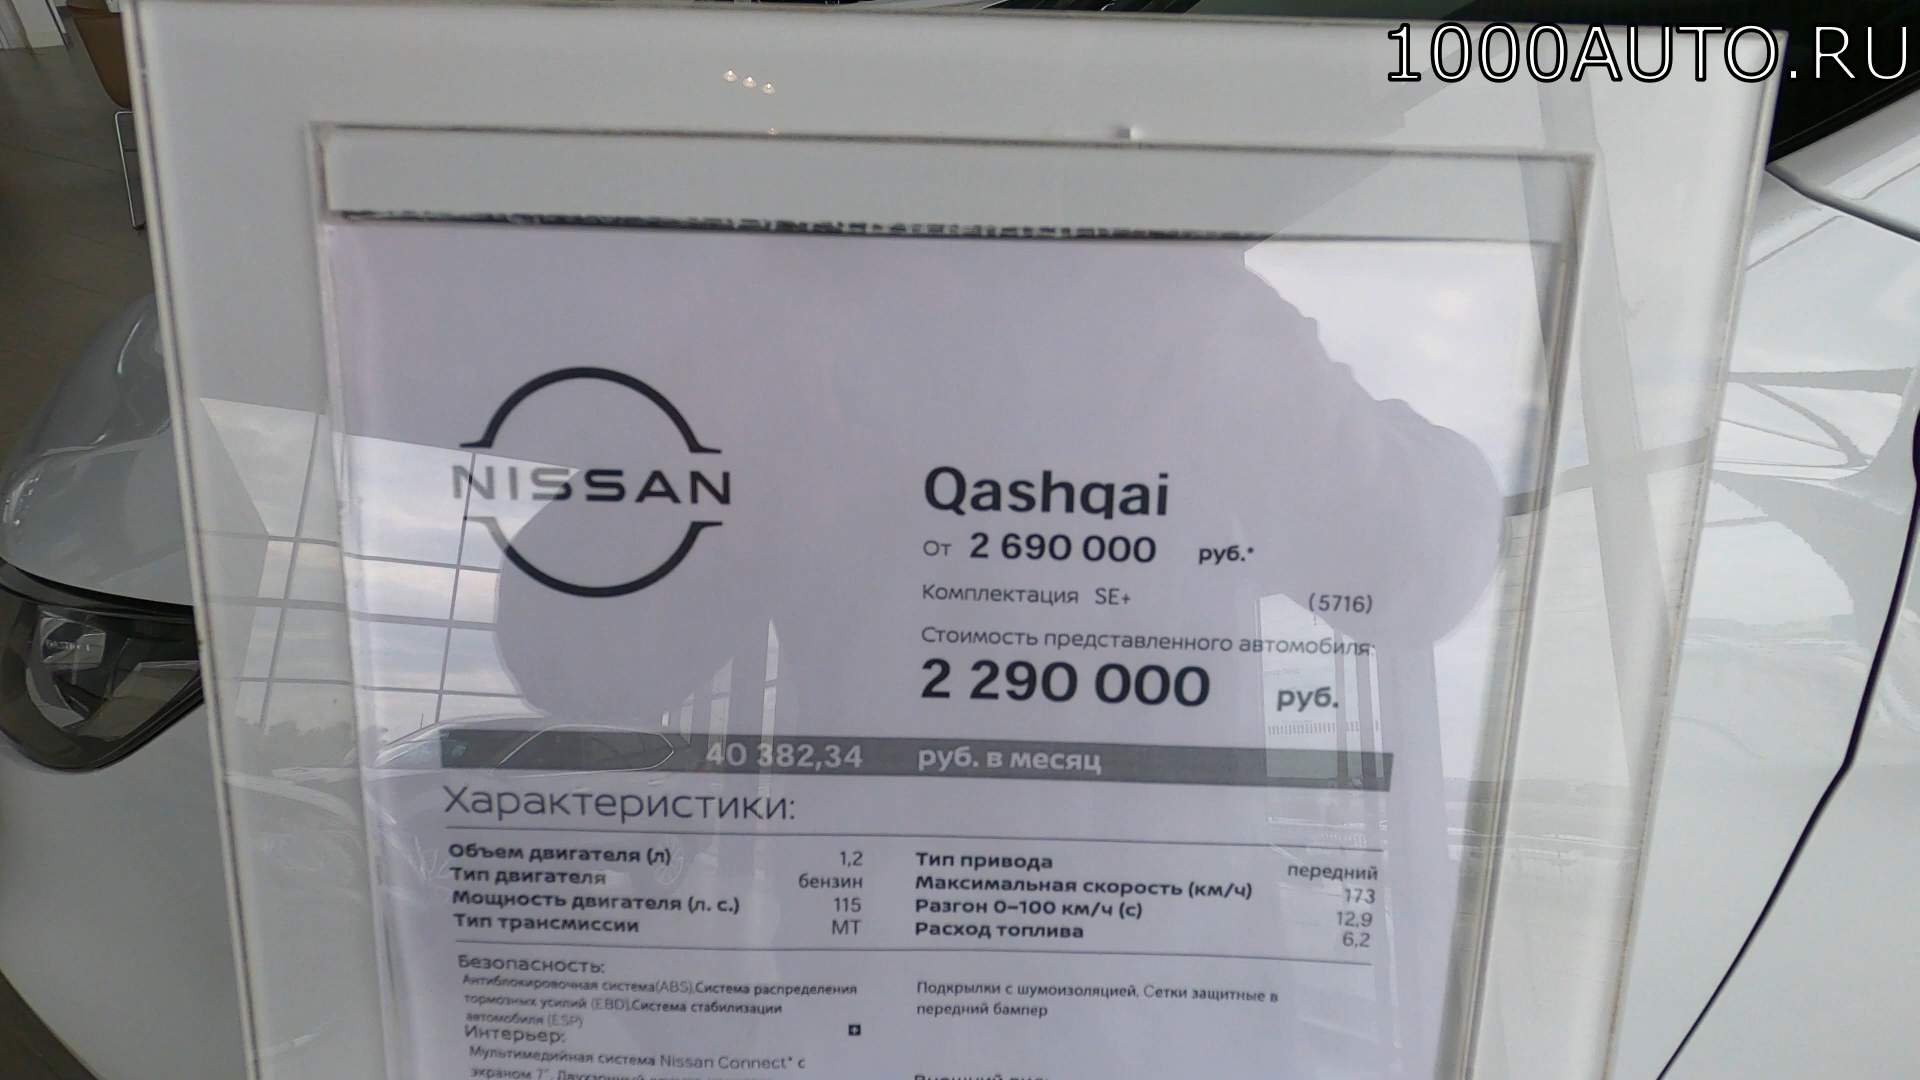 1000AUTO.RU
NISSAN
Qashqai
От 2 690 000 руб.*
Комплектация SE+ (5716)
Стоимость представленного автомобиля:
2 290 000 руб.
40 382,34 руб. в месяц
Характеристики:
Объем двигателя (л) 1,2
Тип двигателя бензин
Мощность двигателя (л. с.) 115
Тип трансмиссии МТ
Тип привода передний
Максимальная скорость (км/ч) 173
Разгон 0-100 км/ч (с) 12,9
Расход топлива 6,2
Безопасность:
Антиблокировочная система(ABS),Система распределения
тормозных усилий (EBD),Система стабилизации
автомобиля (ESP)
Подкрылки с шумоизоляцией, Сетки защитные в
передний бампер
Интерьер:
Мультимедийная система Nissan Connect* с
экраном 7",